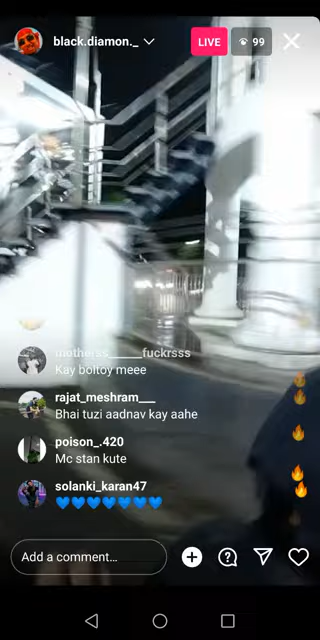 black.diamon._
LIVE
99
motherss______fuckrsss
Kay boltoy meee
rajat_meshram___
Bhai tuzi aadnav kay aahe
poison_.420
Mc stan kute
solanki_karan47
💙💙💙💙💙💙💙
Add a comment...